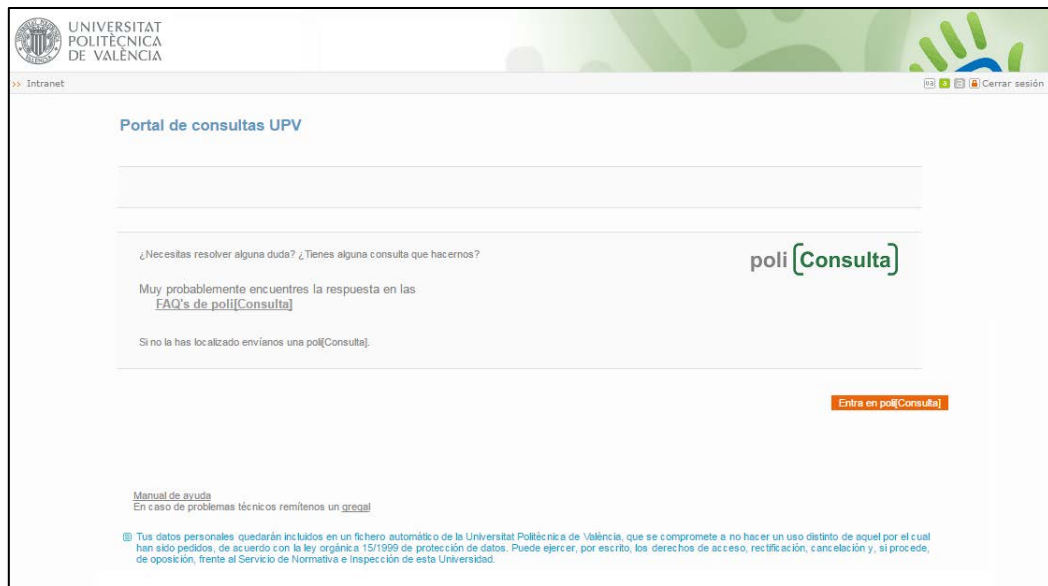 UNIVERSITAT
POLITÈCNICA
DE VALÈNCIA
>> Intranet
a Cerrar sesión
Portal de consultas UPV
¿Necesitas resolver alguna duda? ¿Tienes alguna consulta que hacernos?
poli [Consulta]
Muy probablemente encuentres la respuesta en las
FAQ's de poli[Consulta]
Si no la has localizado envíanos una poli[Consulta].
Entra en poli[Consulta]
Manual de ayuda
En caso de problemas técnicos remítenos un gregal
Tus datos personales quedarán incluidos en un fichero automático de la Universitat Politècnica de València, que se compromete a no hacer un uso distinto de aquel por el cual
han sido pedidos, de acuerdo con la ley orgánica 15/1999 de protección de datos. Puede ejercer, por escrito, los derechos de acceso, rectificación, cancelación y, si procede,
de oposición, frente al Servicio de Normativa e Inspección de esta Universidad.